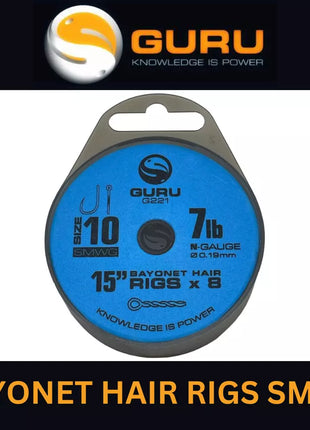 GURU
KNOWLEDGE IS POWER
GURU
G221
SIZE
10
SMWG
7lb
N-GAUGE
Ø0.19mm
15" BAYONET HAIR
RIGS x 8
KNOWLEDGE IS POWER
YONET HAIR RIGS SM